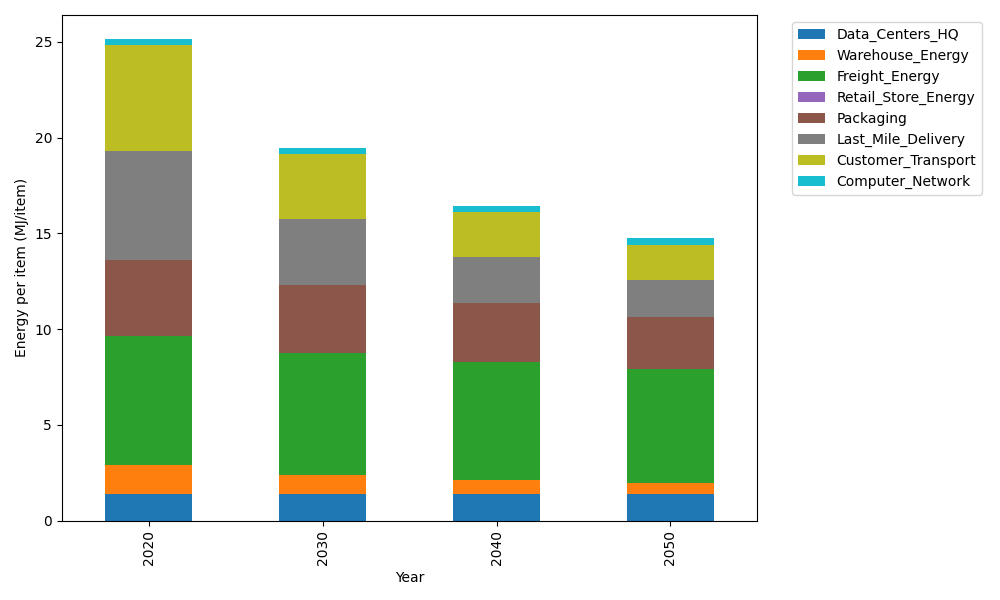 Energy per item (MJ/item)
25
20
15
10
5
0
2020
2030
2040
2050
Year
Data_Centers_HQ
Warehouse_Energy
Freight_Energy
Retail_Store_Energy
Packaging
Last_Mile_Delivery
Customer_Transport
Computer_Network